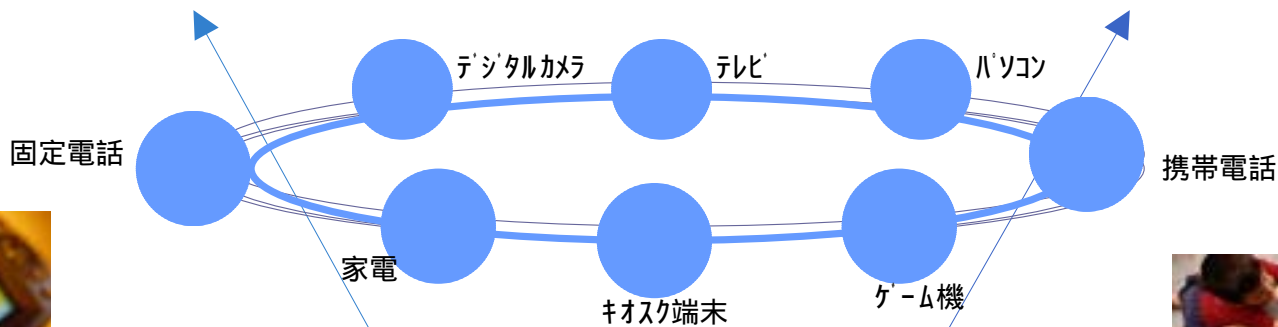 ﾃﾞｼﾞﾀﾙｶﾒﾗ
ﾃﾚﾋﾞ
ﾊﾟｿｺﾝ
固定電話
携帯電話
家電
ｷｵｽｸ端末
ｹﾞｰﾑ機